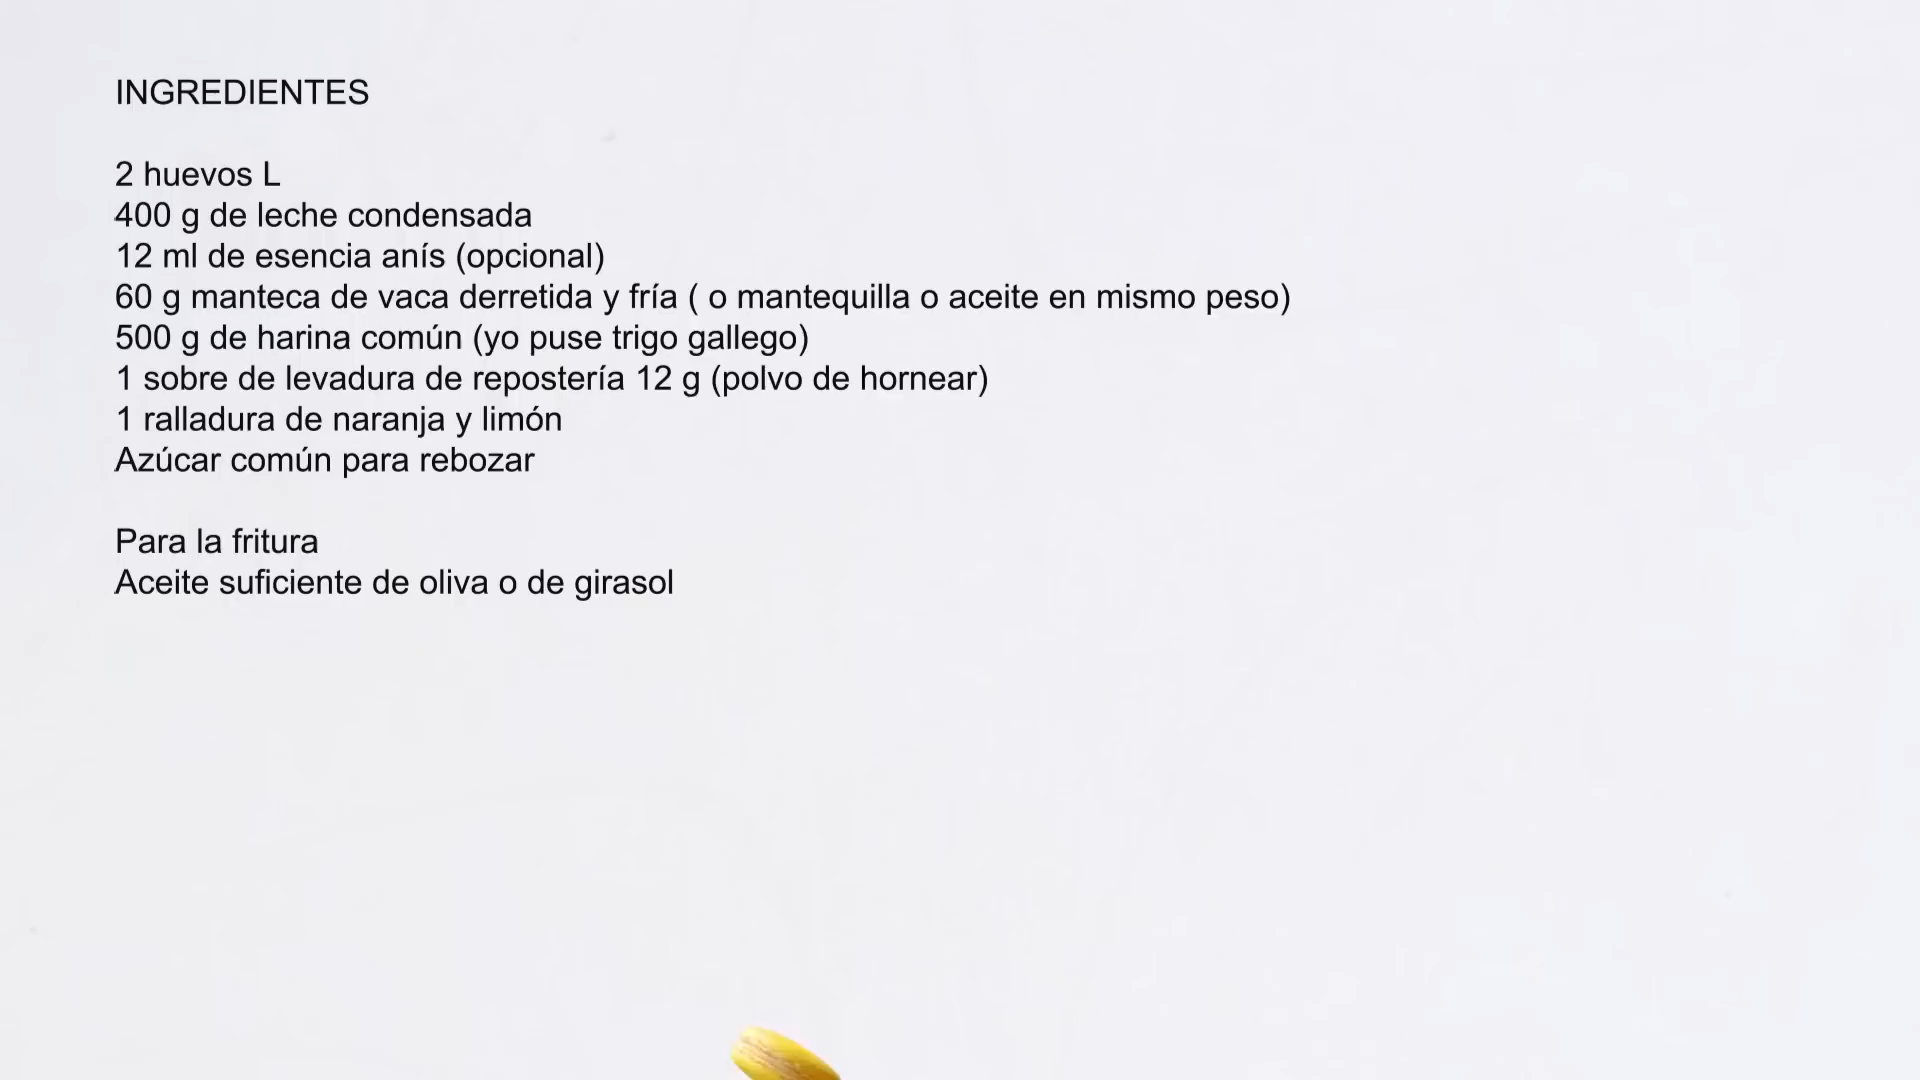 INGREDIENTES
2 huevos L
400 g de leche condensada
12 ml de esencia anís (opcional)
60 g manteca de vaca derretida y fría ( o mantequilla o aceite en mismo peso)
500 g de harina común (yo puse trigo gallego)
1 sobre de levadura de repostería 12 g (polvo de hornear)
1 ralladura de naranja y limón
Azúcar común para rebozar
Para la fritura
Aceite suficiente de oliva o de girasol